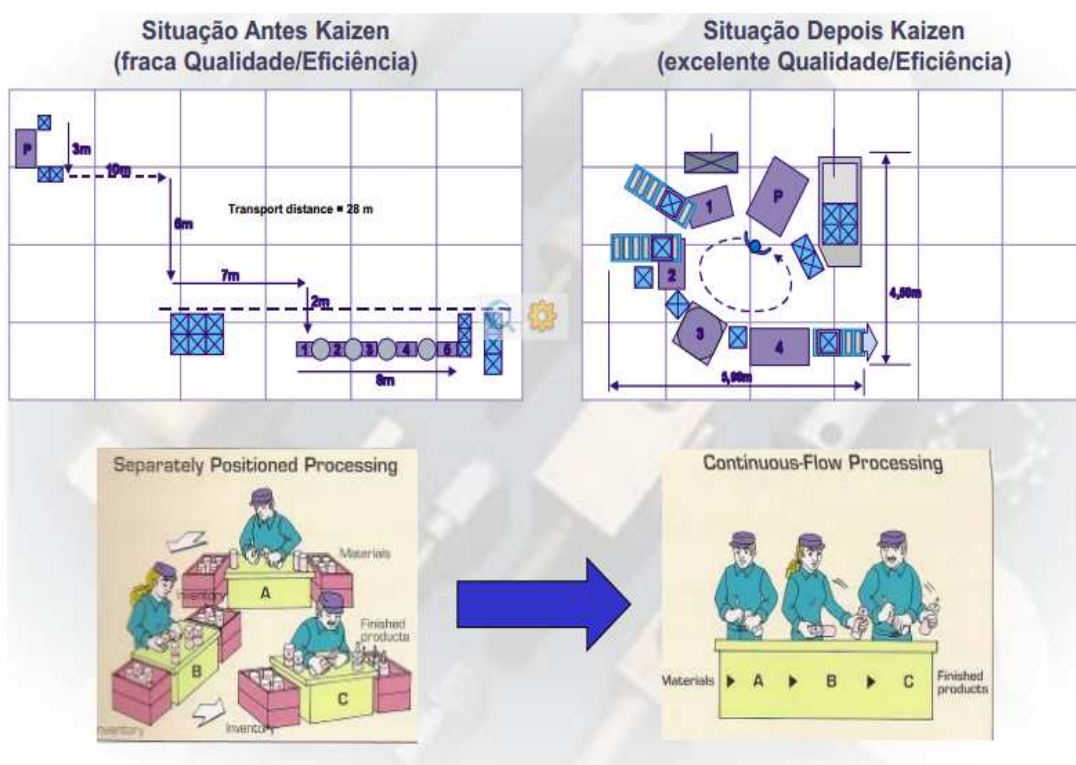 Situação Antes Kaizen
(fraca Qualidade/Eficiência)
P
3m
10m
Transport distance = 28 m
6m
7m
2m
1 2 3 4 5
8m
Situação Depois Kaizen
(excelente Qualidade/Eficiência)
1
P
2
3
4
4,50m
5,90m
Separately Positioned Processing
Materials
Inventory
A
Finished
products
B
C
Inventory
Inventory
Continuous-Flow Processing
Materials A B C Finished
products